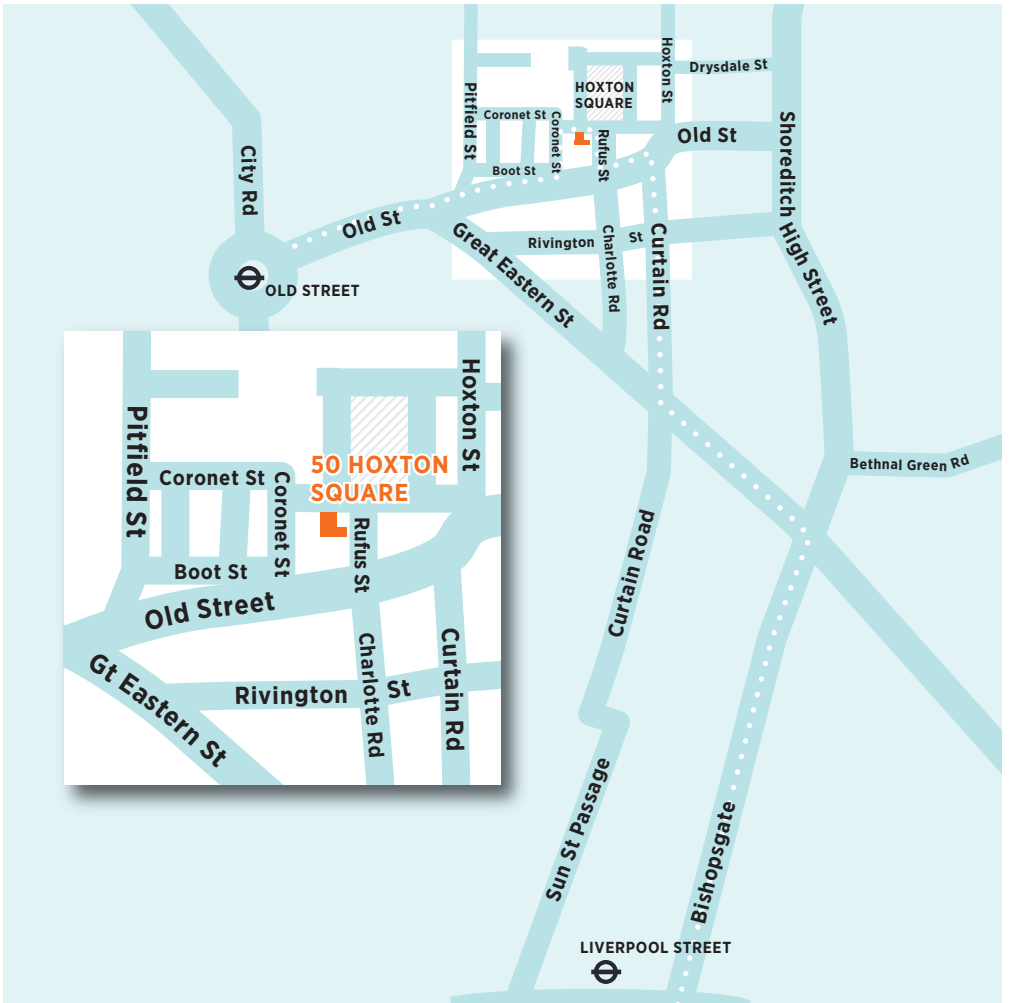 Hoxton St
Drysdale St
HOXTON
SQUARE
Pitfield St
Coronet St
Coronet St
Rufus St
Old St
Shoreditch High Street
Boot St
City Rd
Old St
Great Eastern St
Rivington St
Charlotte Rd
Curtain Rd
OLD STREET
Hoxton St
Pitfield St
50 HOXTON
SQUARE
Coronet St
Coronet St
Rufus St
Boot St
Old Street
Gt Eastern St
Rivington St
Charlotte Rd
Curtain Rd
Bethnal Green Rd
Curtain Road
Sun St Passage
Bishopsgate
LIVERPOOL STREET